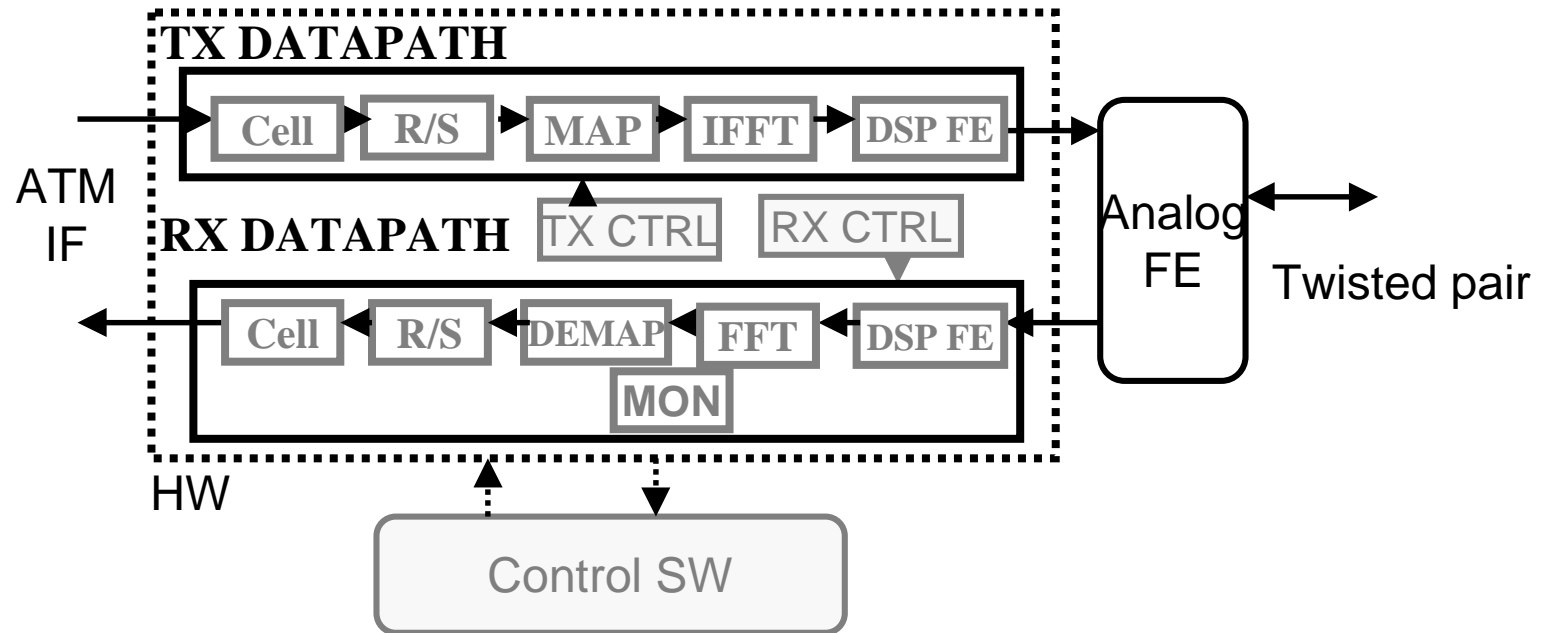 TX DATAPATH
Cell
R/S
MAP
IFFT
DSP FE
ATM
IF
TX CTRL
RX CTRL
RX DATAPATH
Analog
FE
Twisted pair
Cell
R/S
DEMAP
FFT
DSP FE
MON
HW
Control SW